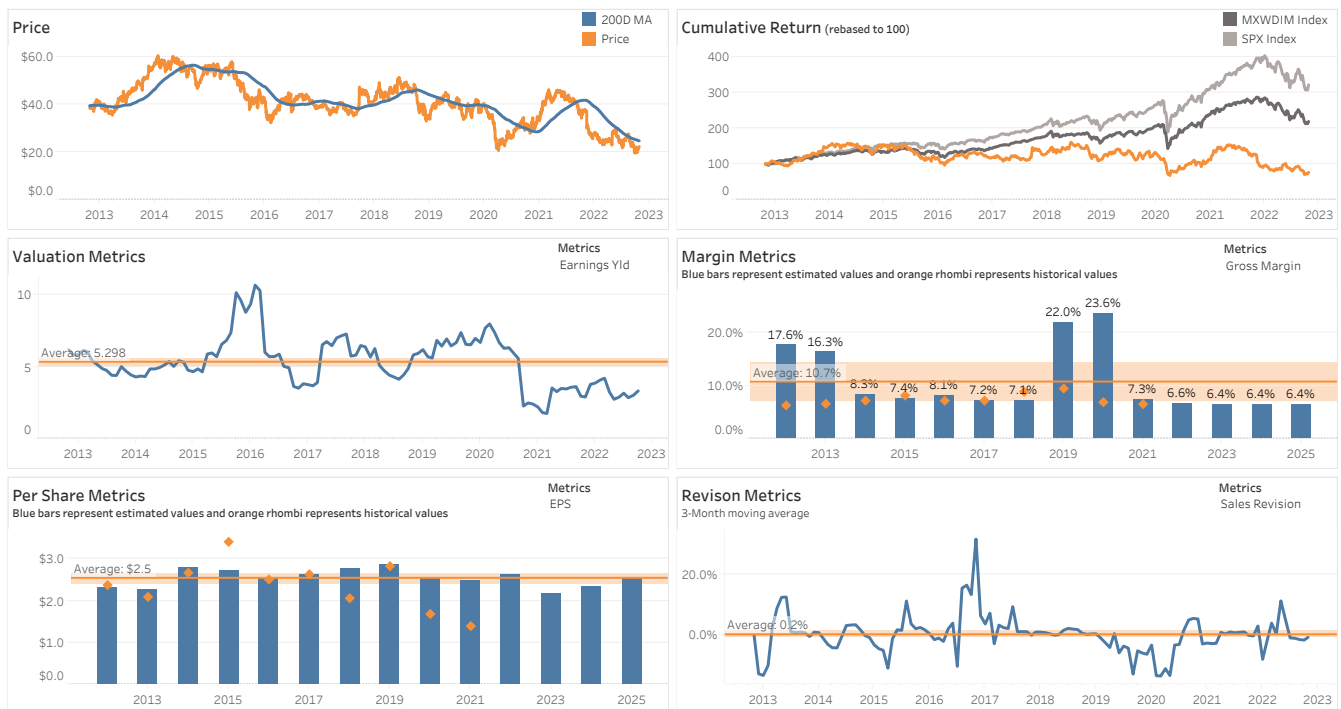 Price
200D MA
Price
$60.0
$40.0
$20.0
$0.0
2013 2014 2015 2016 2017 2018 2019 2020 2021 2022 2023
Cumulative Return (rebased to 100)
MXWDIM Index
SPX Index
400
300
200
100
0
2013 2014 2015 2016 2017 2018 2019 2020 2021 2022 2023
Valuation Metrics
Metrics
Earnings Yld
10
Average: 5.298
5
0
2013 2014 2015 2016 2017 2018 2019 2020 2021 2022 2023
Margin Metrics
Metrics
Gross Margin
Blue bars represent estimated values and orange rhombi represents historical values
20.0%
10.0%
0.0%
Average: 10.7%
17.6% 16.3% 8.3% 7.4% 8.1% 7.2% 7.1% 22.0% 23.6% 7.3% 6.6% 6.4% 6.4% 6.4%
2013 2015 2017 2019 2021 2023 2025
Per Share Metrics
Metrics
EPS
Blue bars represent estimated values and orange rhombi represents historical values
$3.0
Average: $2.5
$2.0
$1.0
$0.0
2013 2015 2017 2019 2021 2023 2025
Revison Metrics
Metrics
Sales Revision
3-Month moving average
20.0%
Average: 0.2%
0.0%
2013 2014 2015 2016 2017 2018 2019 2020 2021 2022 2023